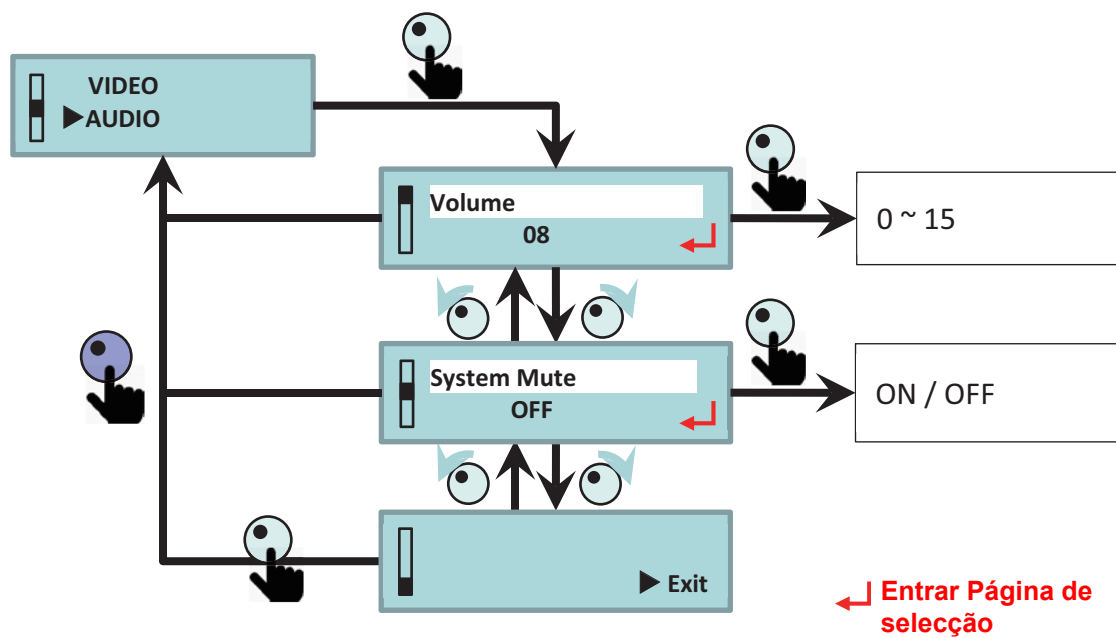 VIDEO
▶AUDIO
Volume
08
0 ~ 15
System Mute
OFF
ON / OFF
▶ Exit
Entrar Página de
selecção